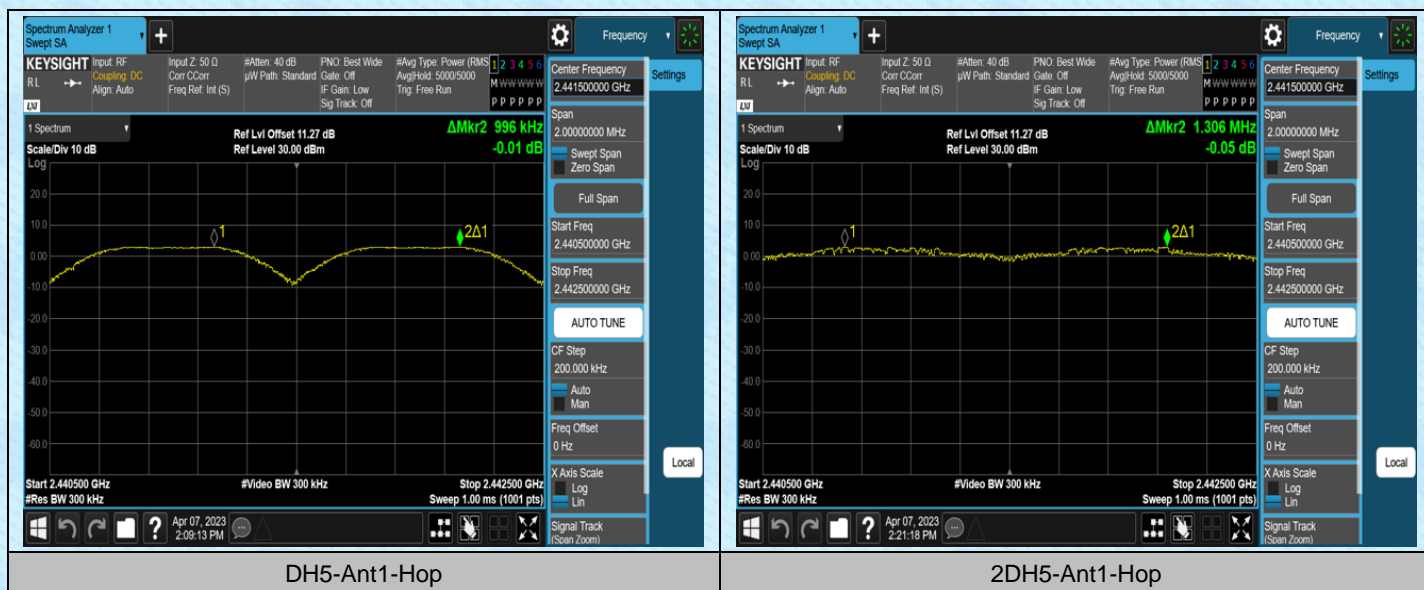 Spectrum Analyzer 1
Swept SA
Frequency
KEYSIGHT
RL
LXI
Input: RF
Coupling: DC
Align: Auto
Input Z: 50 Ω
Corr CCorr
Freq Ref: Int (S)
#Atten: 40 dB
µW Path: Standard
PNO: Best Wide
Gate: Off
IF Gain: Low
Sig Track: Off
#Avg Type: Power (RMS
Avg|Hold: 5000/5000
Trig: Free Run
1 2 3 4 5 6
M W W W W W
P P P P P P
Center Frequency
2.441500000 GHz
Settings
Span
2.00000000 MHz
Swept Span
Zero Span
Full Span
Start Freq
2.440500000 GHz
Stop Freq
2.442500000 GHz
AUTO TUNE
CF Step
200.000 kHz
Auto
Man
Freq Offset
0 Hz
X Axis Scale
Log
Lin
Signal Track
(Span Zoom)
Local
1 Spectrum
Scale/Div 10 dB
Log
Ref Lvl Offset 11.27 dB
Ref Level 30.00 dBm
ΔMkr2 996 kHz
-0.01 dB
20.0
10.0
0.00
-10.0
-20.0
-30.0
-40.0
-50.0
-60.0
1
2Δ1
Start 2.440500 GHz
#Res BW 300 kHz
#Video BW 300 kHz
Stop 2.442500 GHz
Sweep 1.00 ms (1001 pts)
?
Apr 07, 2023
2:09:13 PM
DH5-Ant1-Hop
Spectrum Analyzer 1
Swept SA
Frequency
KEYSIGHT
RL
LXI
Input: RF
Coupling: DC
Align: Auto
Input Z: 50 Ω
Corr CCorr
Freq Ref: Int (S)
#Atten: 40 dB
µW Path: Standard
PNO: Best Wide
Gate: Off
IF Gain: Low
Sig Track: Off
#Avg Type: Power (RMS
Avg|Hold: 5000/5000
Trig: Free Run
1 2 3 4 5 6
M W W W W W
P P P P P P
Center Frequency
2.441500000 GHz
Settings
Span
2.00000000 MHz
Swept Span
Zero Span
Full Span
Start Freq
2.440500000 GHz
Stop Freq
2.442500000 GHz
AUTO TUNE
CF Step
200.000 kHz
Auto
Man
Freq Offset
0 Hz
X Axis Scale
Log
Lin
Signal Track
(Span Zoom)
Local
1 Spectrum
Scale/Div 10 dB
Log
Ref Lvl Offset 11.27 dB
Ref Level 30.00 dBm
ΔMkr2 1.306 MHz
-0.05 dB
20.0
10.0
0.00
-10.0
-20.0
-30.0
-40.0
-50.0
-60.0
1
2Δ1
Start 2.440500 GHz
#Res BW 300 kHz
#Video BW 300 kHz
Stop 2.442500 GHz
Sweep 1.00 ms (1001 pts)
?
Apr 07, 2023
2:21:18 PM
2DH5-Ant1-Hop